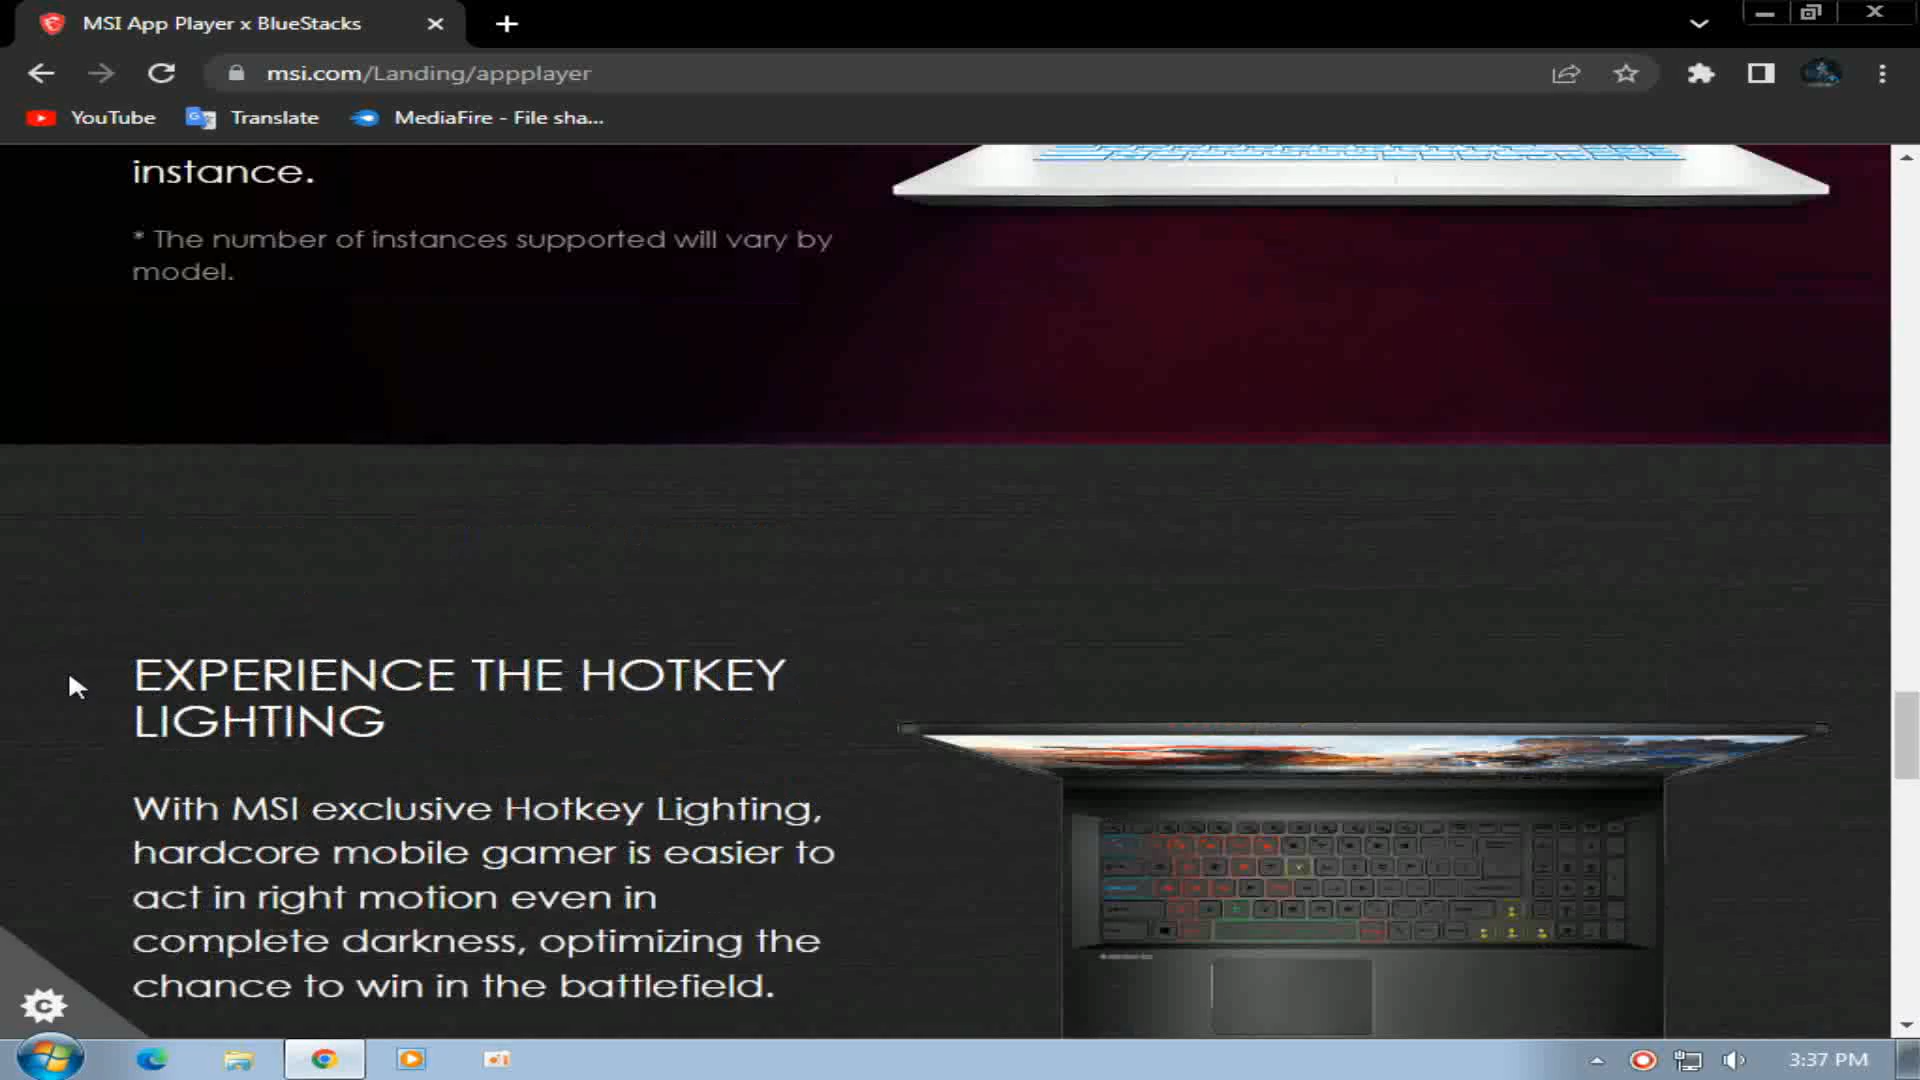 MSI App Player x BlueStacks
msi.com/Landing/appplayer
YouTube
Translate
MediaFire - File sha...
instance.
* The number of instances supported will vary by
model.
EXPERIENCE THE HOTKEY
LIGHTING
With MSI exclusive Hotkey Lighting,
hardcore mobile gamer is easier to
act in right motion even in
complete darkness, optimizing the
chance to win in the battlefield.
3:37 PM